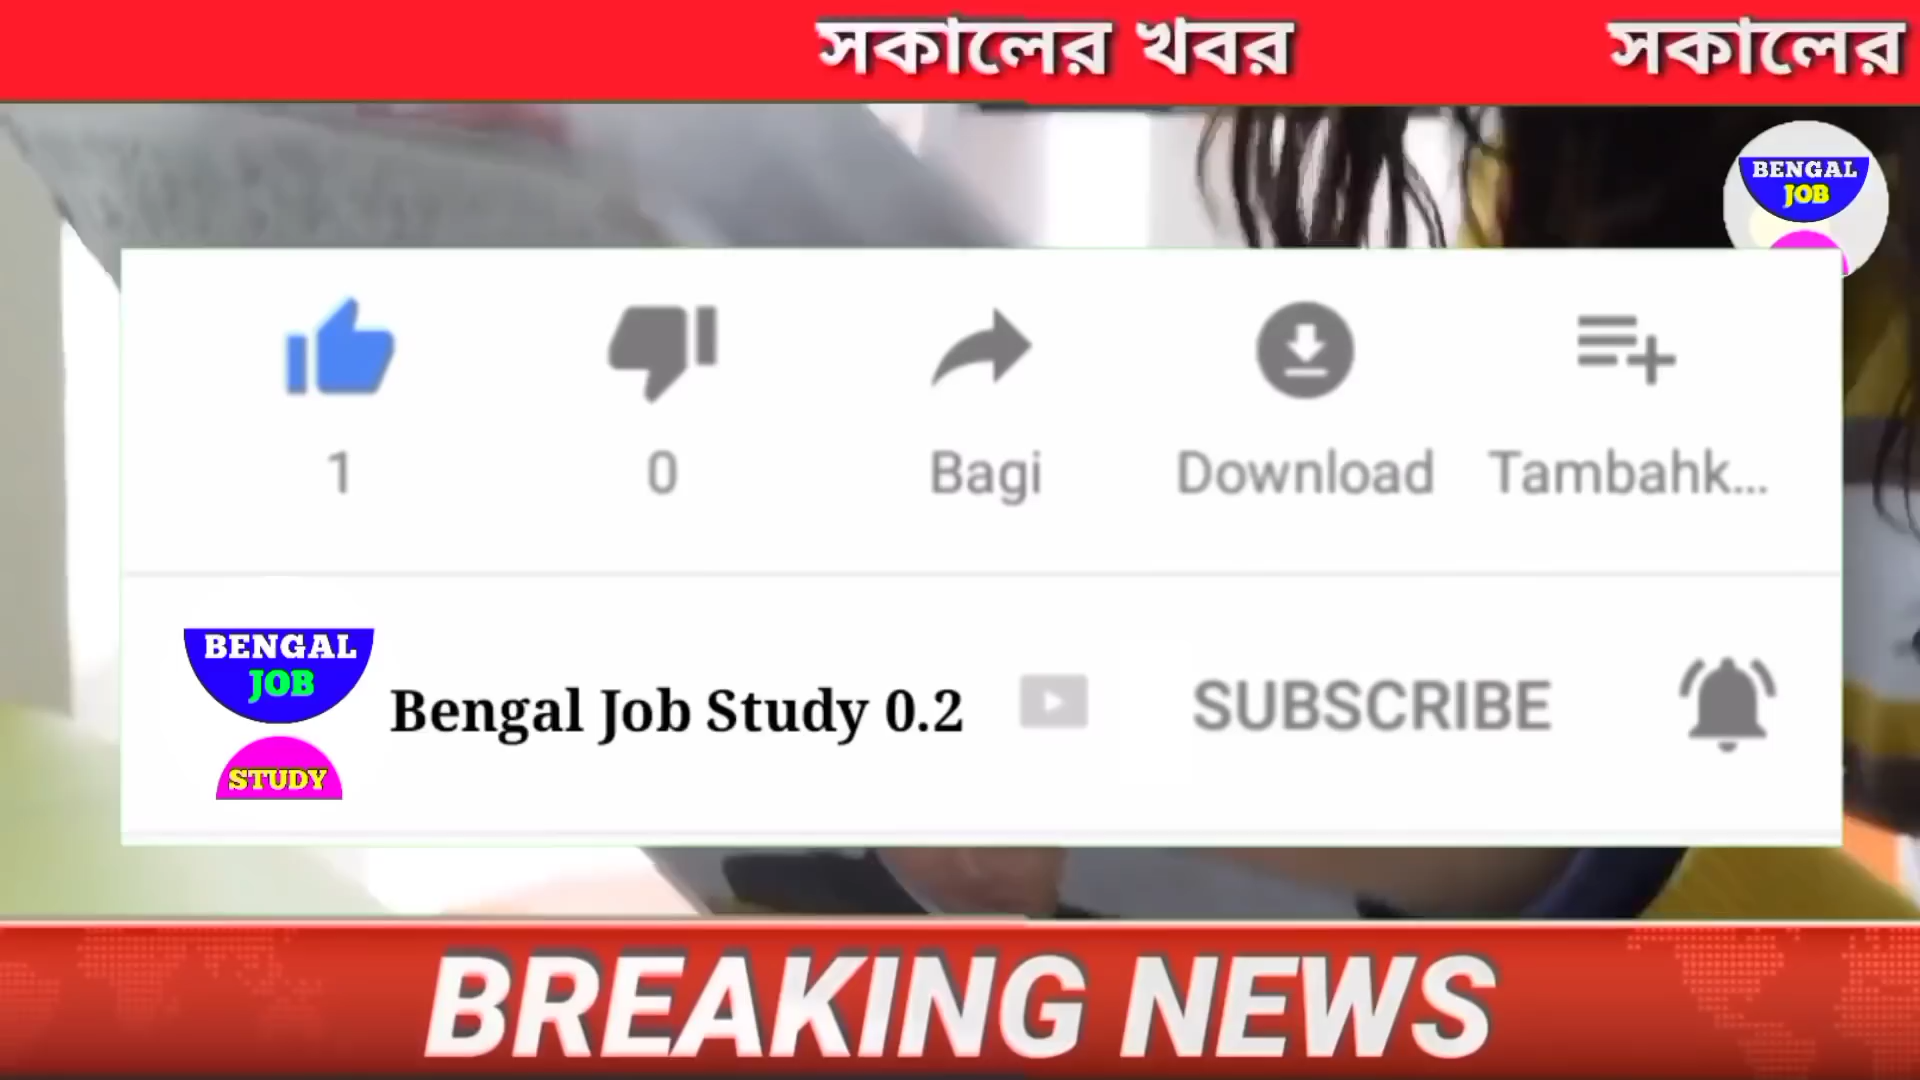 সকালের খবর সকালের
BENGAL
JOB
1 0 Bagi Download Tambahk...
BENGAL
JOB
STUDY
Bengal Job Study 0.2 SUBSCRIBE
BREAKING NEWS